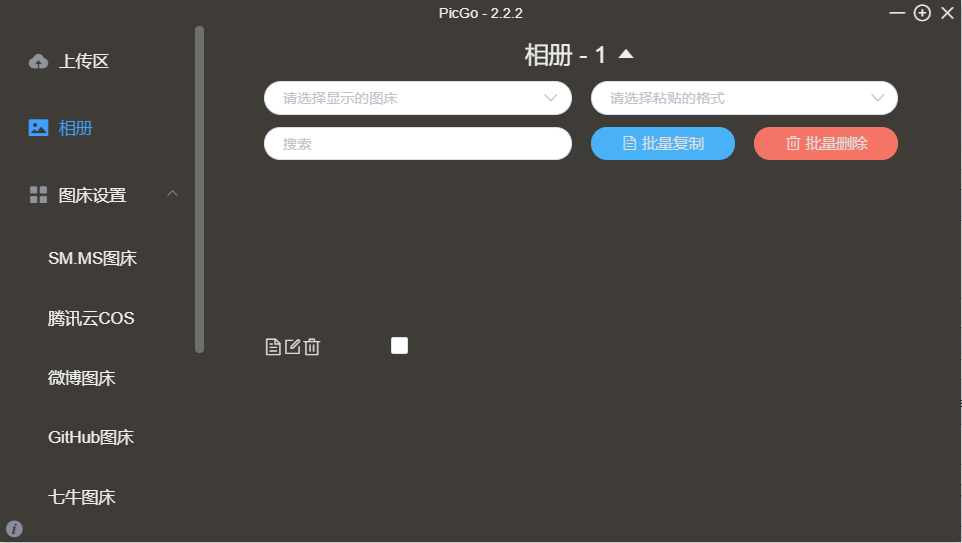 PicGo - 2.2.2
上传区
相册
图床设置
SM.MS图床
腾讯云COS
微博图床
GitHub图床
七牛图床
相册 - 1
请选择显示的图床
请选择粘贴的格式
搜索
批量复制
批量删除